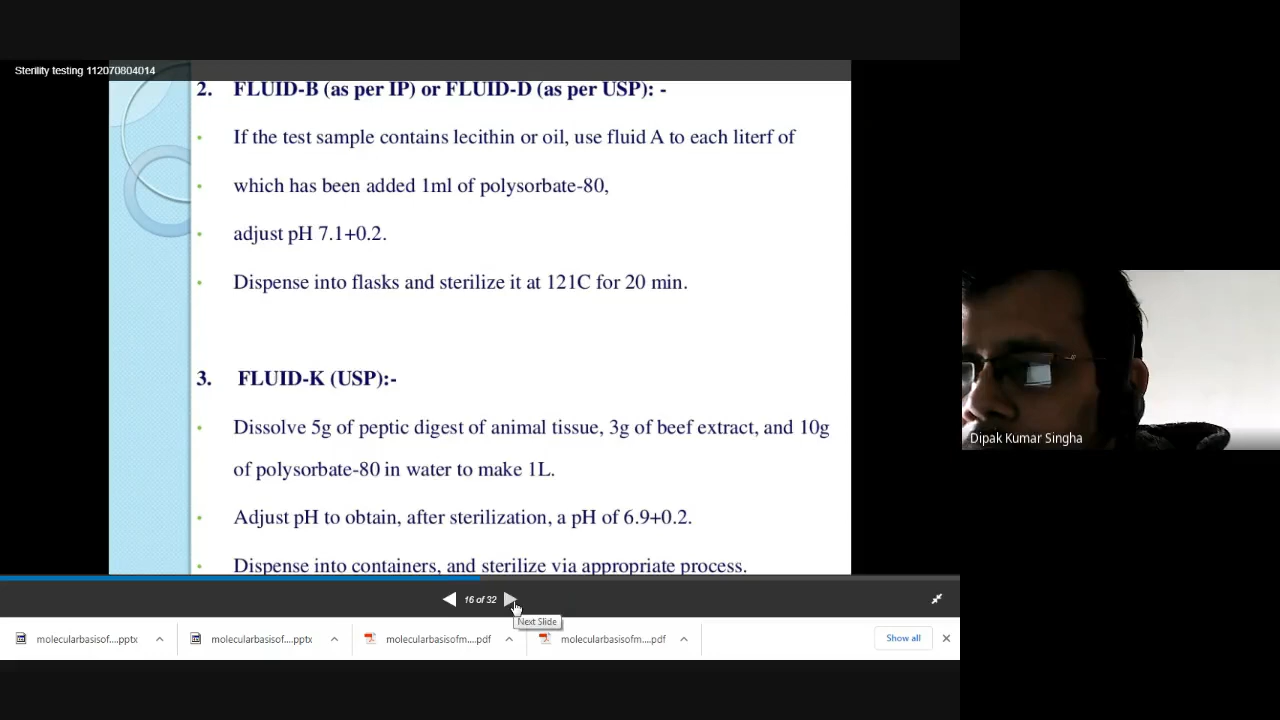 Sterility testing 112070804014
2. FLUID-B (as per IP) or FLUID-D (as per USP): -
• If the test sample contains lecithin or oil, use fluid A to each literf of
• which has been added 1ml of polysorbate-80,
• adjust pH 7.1+0.2.
• Dispense into flasks and sterilize it at 121C for 20 min.
3. FLUID-K (USP):-
• Dissolve 5g of peptic digest of animal tissue, 3g of beef extract, and 10g
of polysorbate-80 in water to make 1L.
• Adjust pH to obtain, after sterilization, a pH of 6.9+0.2.
• Dispense into containers, and sterilize via appropriate process.
16 of 32
Next Slide
molecularbasisof....pptx
molecularbasisof....pptx
molecularbasisofm....pdf
molecularbasisofm....pdf
Show all
Dipak Kumar Singha